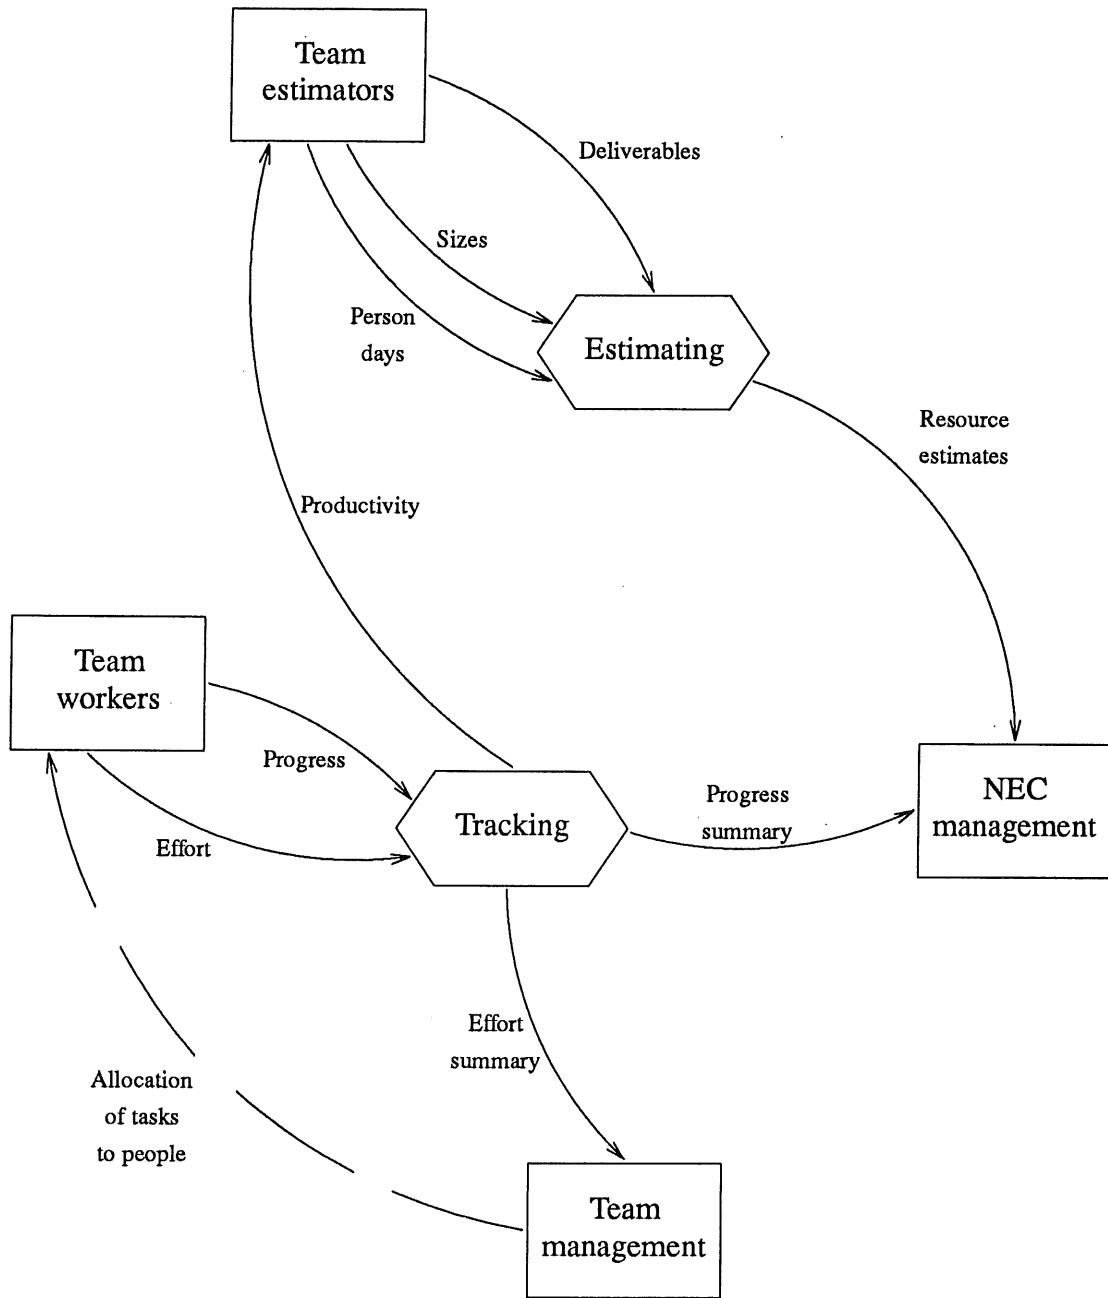 Team
estimators
Deliverables
Sizes
Person
days
Estimating
Resource
estimates
Productivity
Team
workers
Progress
Effort
Tracking
Progress
summary
NEC
management
Effort
summary
Allocation
of tasks
to people
Team
management